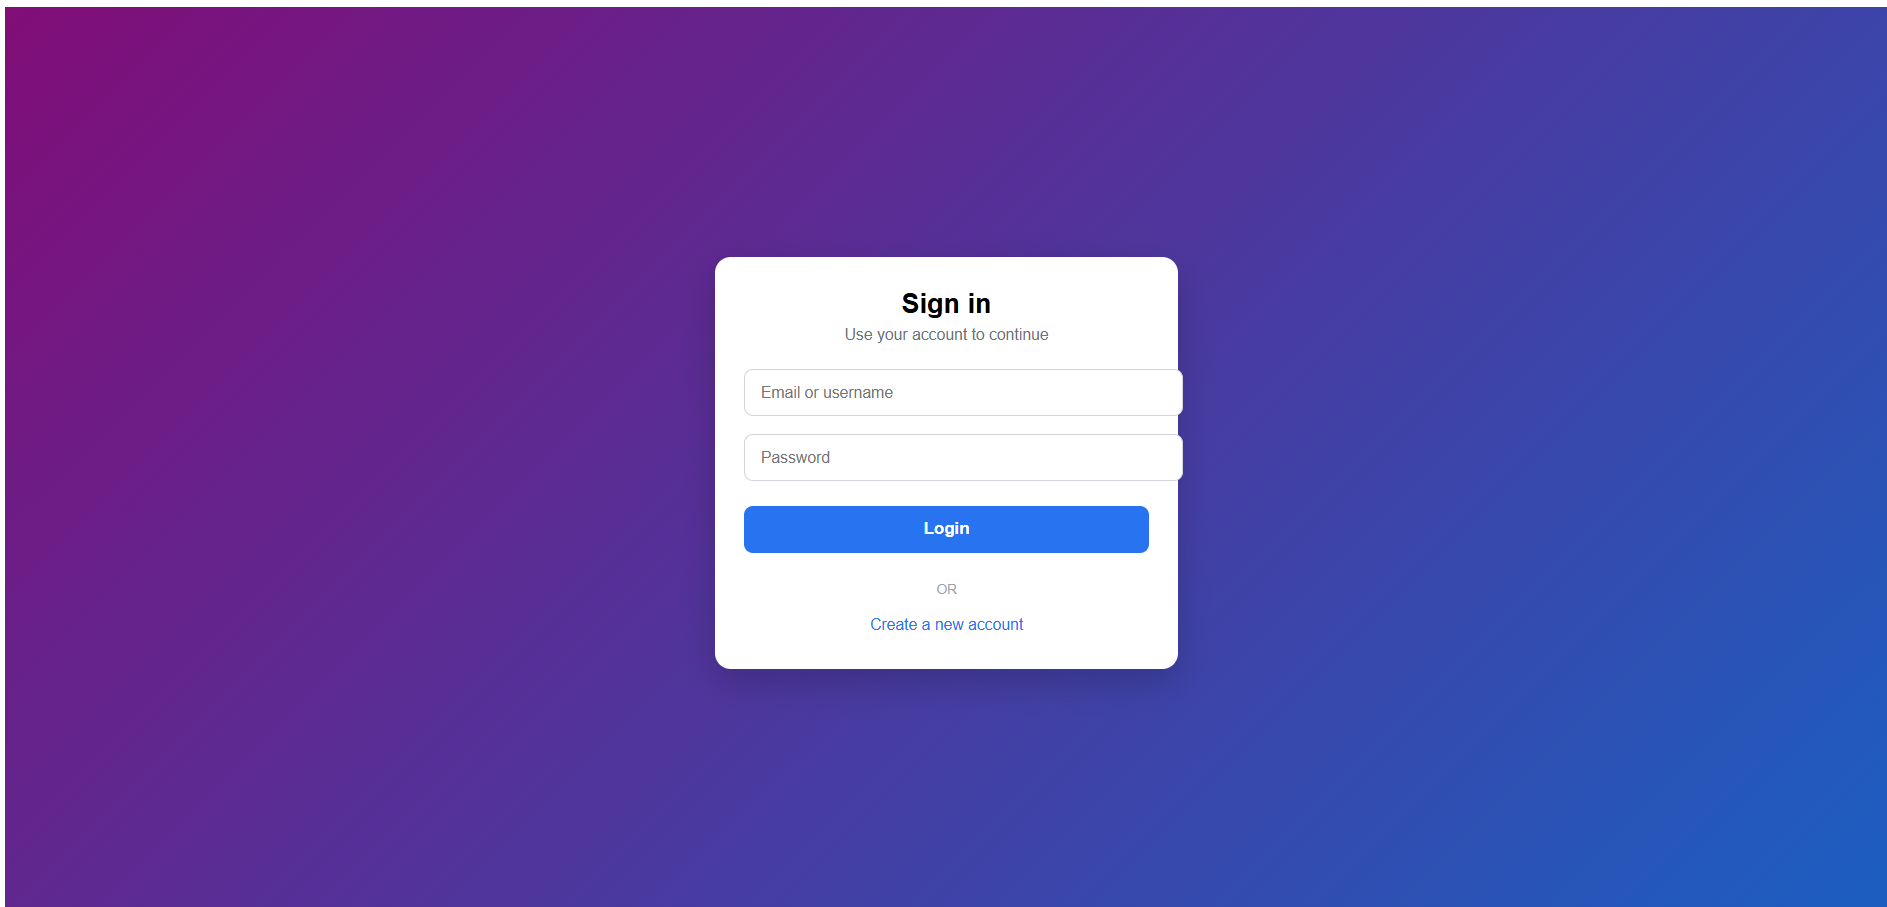 Sign in
Use your account to continue
Email or username
Password
Login
OR
Create a new account